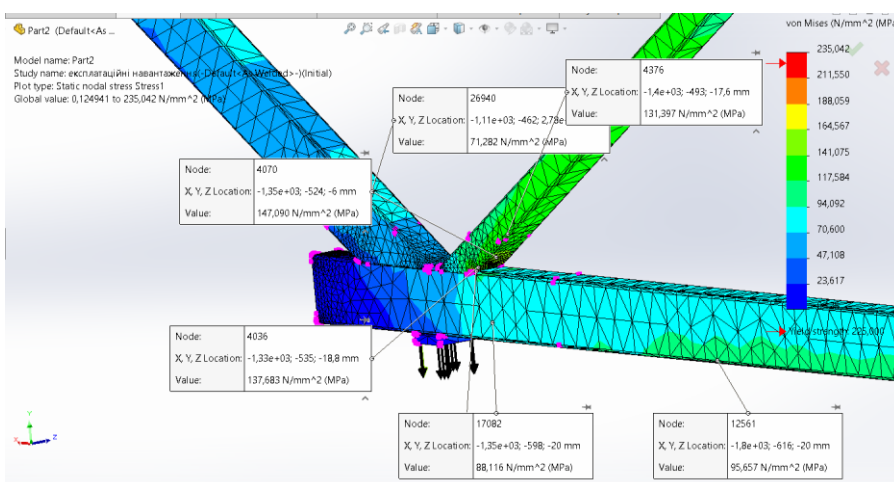 von Mises (N/mm^2 (MPa
Part2 (Default<As ...
Model name: Part2
Study name: експлатаційні навантаження(-Default<As Welded>-)(Initial)
Plot type: Static nodal stress Stress1
Global value: 0,124941 to 235,042 N/mm^2 (MPa)
Node: 4376
X, Y, Z Location: -1,4e+03; -493; -17,6 mm
Value: 131,397 N/mm^2 (MPa)
Node: 26940
X, Y, Z Location: -1,11e+03; -462; 2,78e
Value: 71,282 N/mm^2 (MPa)
Node: 4070
X, Y, Z Location: -1,35e+03; -524; -6 mm
Value: 147,090 N/mm^2 (MPa)
Node: 4036
X, Y, Z Location: -1,33e+03; -535; -18,8 mm
Value: 137,683 N/mm^2 (MPa)
Node: 17082
X, Y, Z Location: -1,35e+03; -598; -20 mm
Value: 88,116 N/mm^2 (MPa)
Node: 12561
X, Y, Z Location: -1,8e+03; -616; -20 mm
Value: 95,657 N/mm^2 (MPa)
235,042
211,550
188,059
164,567
141,075
117,584
94,092
70,600
47,108
23,617
Yield strength: 225,000
Y
x
z